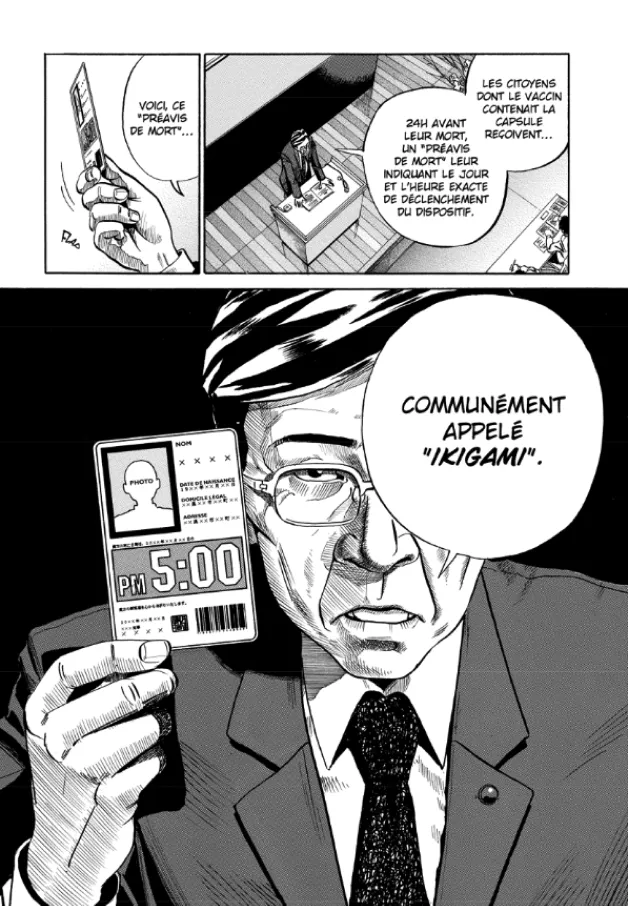 LES CITOYENS
DONT LE VACCIN
CONTENAIT LA
CAPSULE
REÇOIVENT...
24H AVANT
LEUR MORT,
UN "PRÉAVIS
DE MORT" LEUR
INDIQUANT LE JOUR
ET L'HEURE EXACTE
DE DÉCLENCHEMENT
DU DISPOSITIF.
VOICI, CE
"PRÉAVIS
DE MORT"...
COMMUNÉMENT
APPELÉ
"IKIGAMI".
NOM
× × × ×
PHOTO
DATE DE NAISSANCE
DOMICILE LÉGAL
ADRESSE
PM 5:00
× × × ×